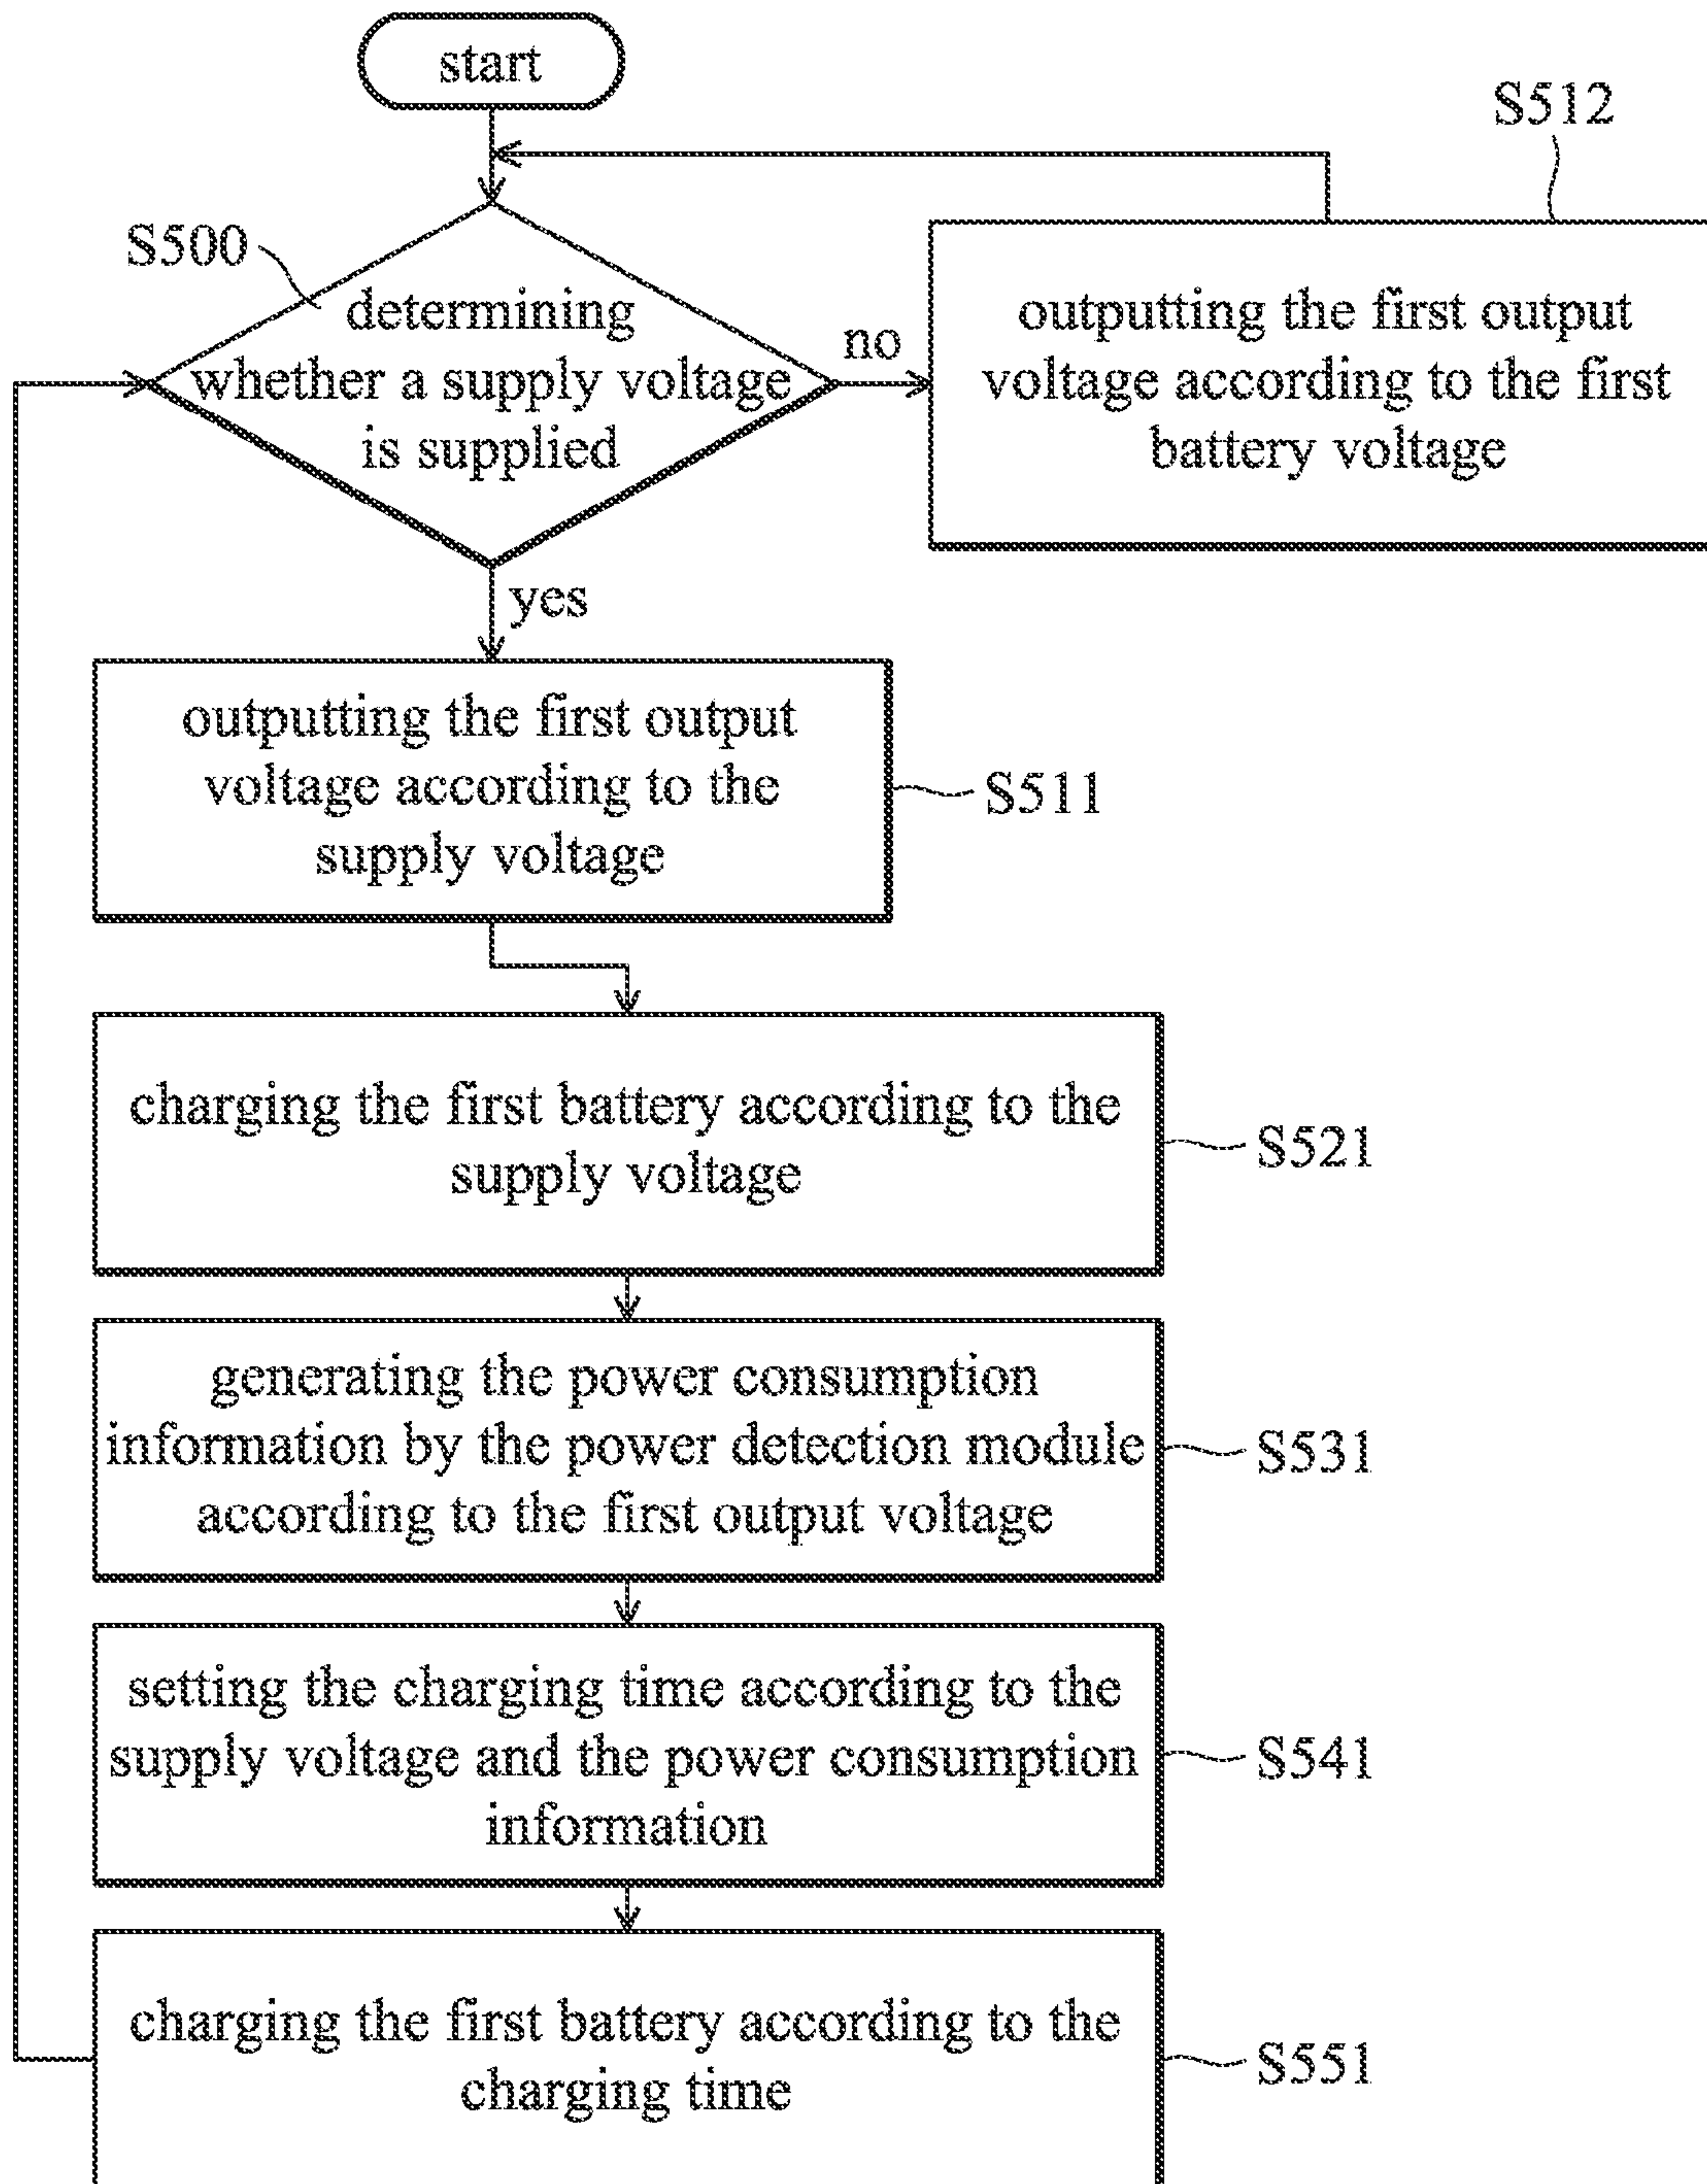 start
S512
S500
determining
whether a supply voltage
is supplied
no
outputting the first output
voltage according to the first
battery voltage
yes
outputting the first output
voltage according to the
supply voltage
S511
charging the first battery according to the
supply voltage
S521
generating the power consumption
information by the power detection module
according to the first output voltage
S531
setting the charging time according to the
supply voltage and the power consumption
information
S541
charging the first battery according to the
charging time
S551